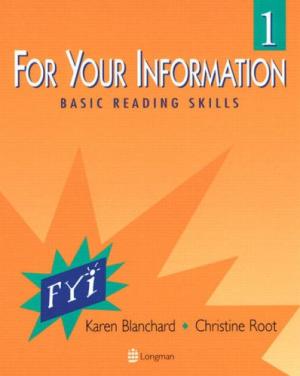 1
FOR YOUR INFORMATION
BASIC READING SKILLS
FYi
Karen Blanchard ◆ Christine Root
Longman